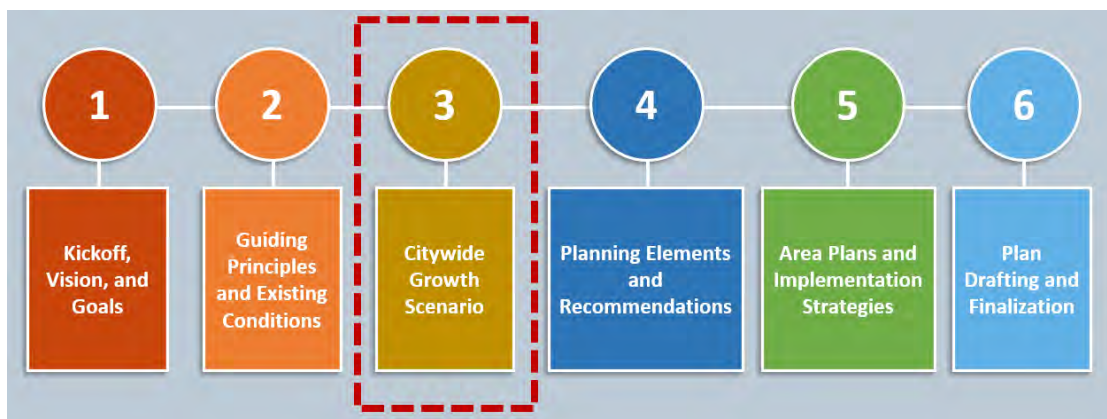 1
2
3
4
5
6
Kickoff,
Vision, and
Goals
Guiding
Principles
and Existing
Conditions
Citywide
Growth
Scenario
Planning Elements
and
Recommendations
Area Plans and
Implementation
Strategies
Plan
Drafting and
Finalization